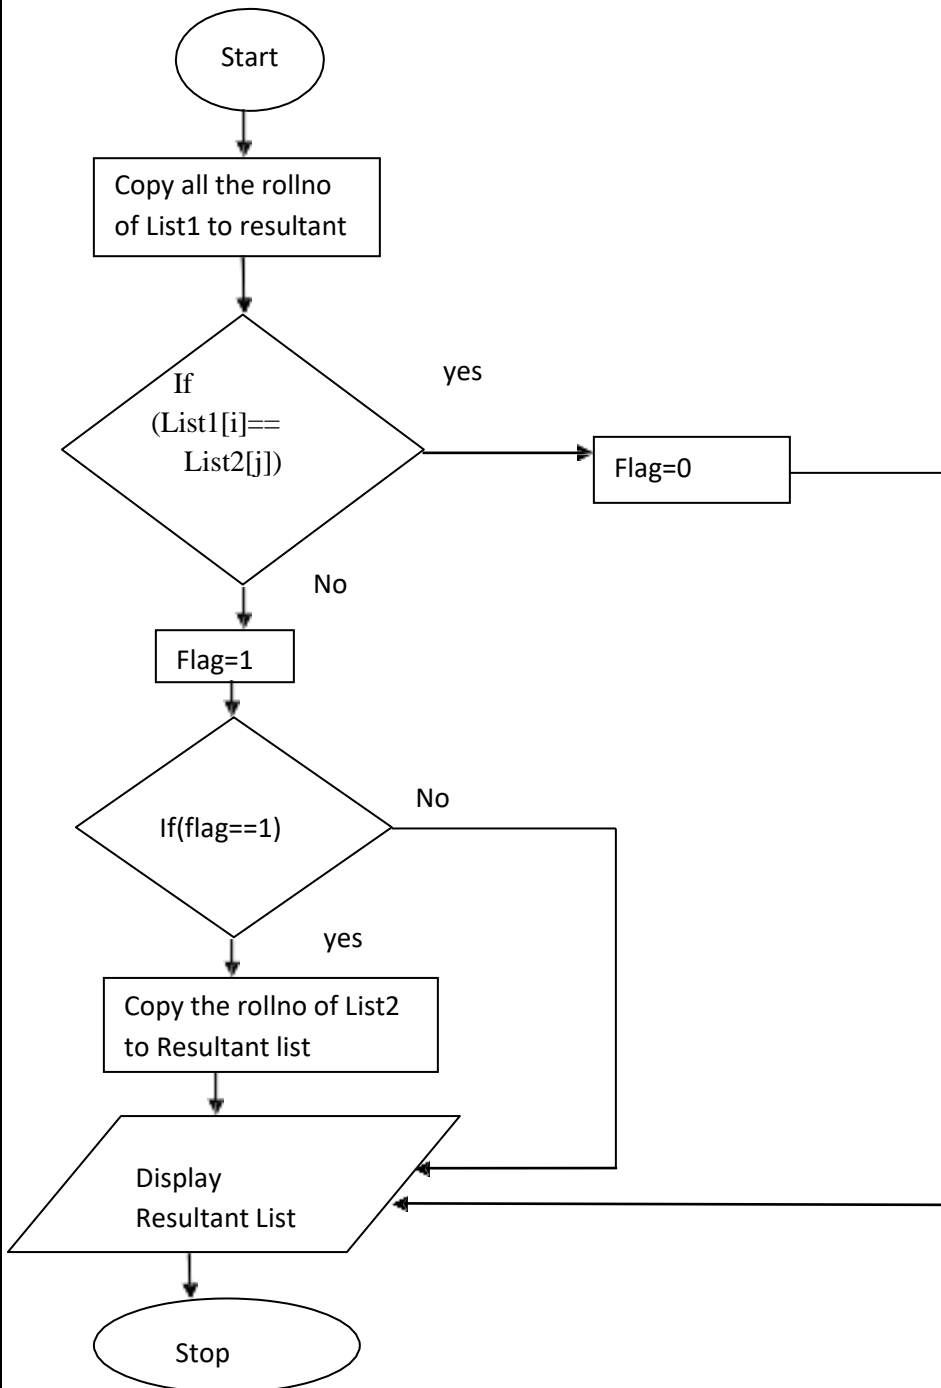 Start
Copy all the rollno
of List1 to resultant
If
(List1[i]==
List2[j])
yes
Flag=0
No
Flag=1
If(flag==1)
No
yes
Copy the rollno of List2
to Resultant list
Display
Resultant List
Stop